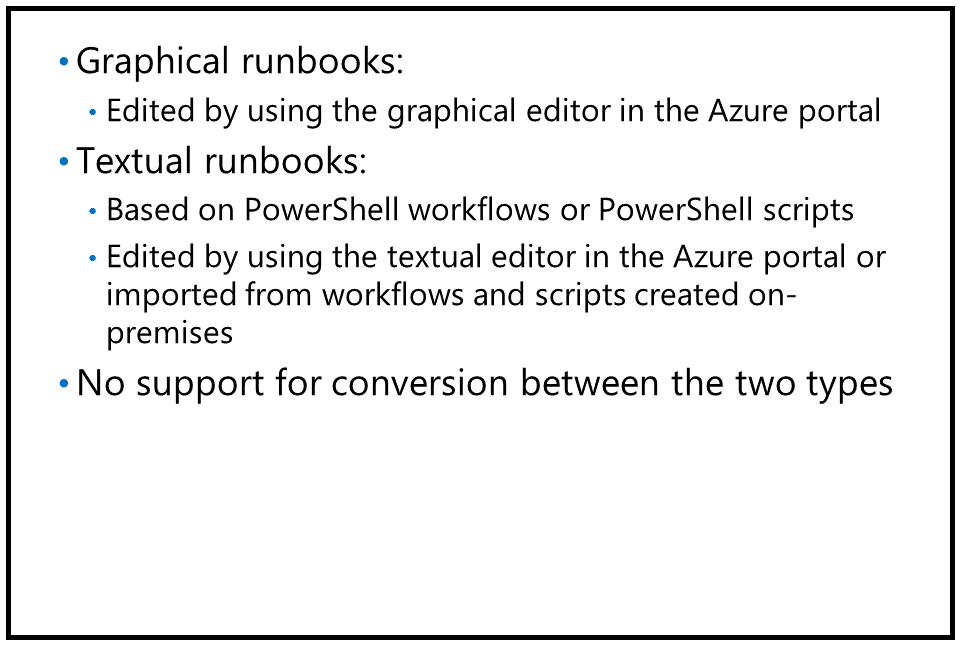 • Graphical runbooks:
• Edited by using the graphical editor in the Azure portal
• Textual runbooks:
• Based on PowerShell workflows or PowerShell scripts
• Edited by using the textual editor in the Azure portal or
imported from workflows and scripts created on-
premises
• No support for conversion between the two types